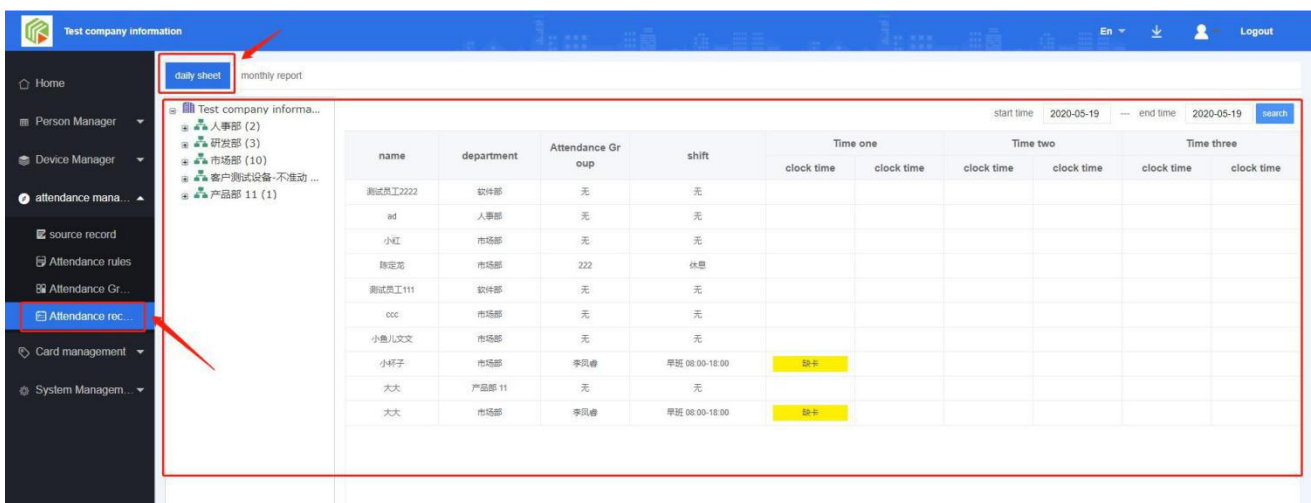 Test company information
En
Logout
Home
Person Manager
Device Manager
attendance mana...
source record
Attendance rules
Attendance Gr...
Attendance rec...
Card management
System Managem...
daily sheet monthly report
Test company informa...
人事部 (2)
研发部 (3)
市场部 (10)
客户测试设备-不准动 ...
产品部 11 (1)
start time 2020-05-19 — end time 2020-05-19 search
name department Attendance Gr oup shift Time one Time two Time three
clock time clock time clock time clock time clock time clock time
测试员工2222 软件部 无 无
ad 人事部 无 无
小红 市场部 无 无
陈定龙 市场部 222 休息
测试员工111 软件部 无 无
ccc 市场部 无 无
小鱼儿文文 市场部 无 无
小杯子 市场部 李凤睿 早班 08:00-18:00 缺卡
大大 产品部 11 无 无
大大 市场部 李凤睿 早班 08:00-18:00 缺卡